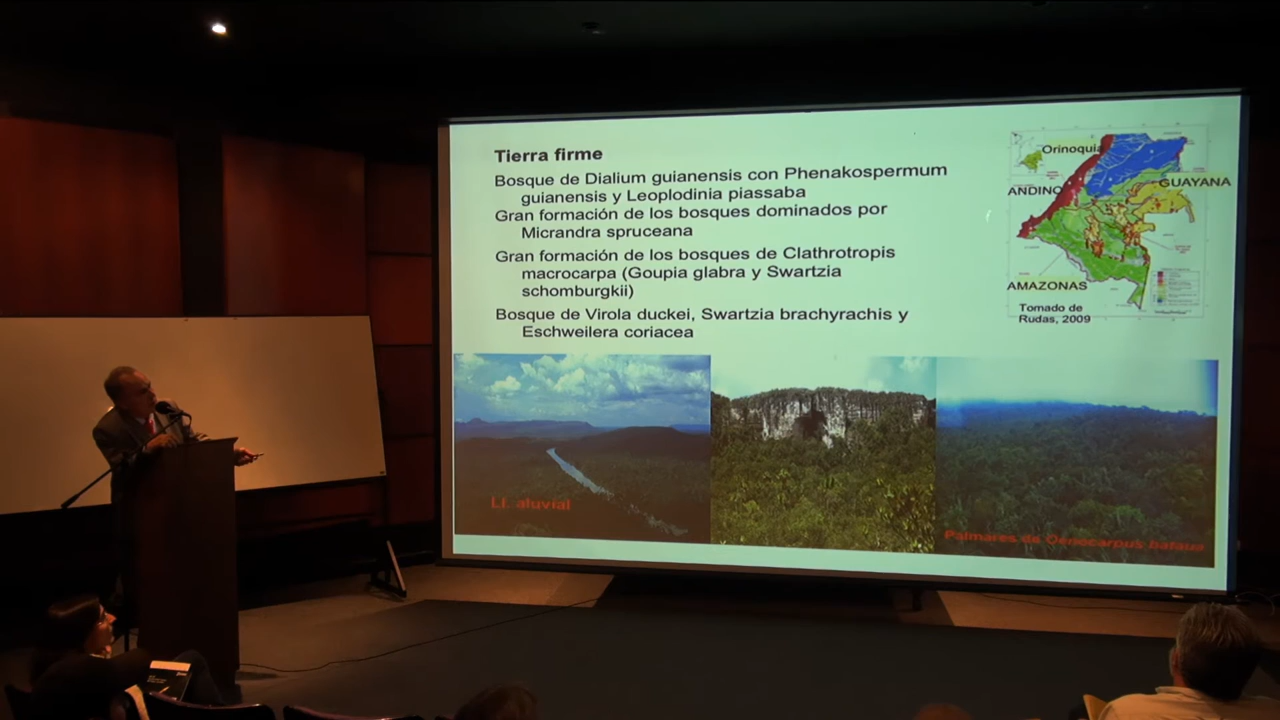 Tierra firme
Bosque de Dialium guianensis con Phenakospermum
guianensis y Leoplodinia piassaba
Gran formación de los bosques dominados por
Micrandra spruceana
Gran formación de los bosques de Clathrotropis
macrocarpa (Goupia glabra y Swartzia
schomburgkii)
Bosque de Virola duckei, Swartzia brachyrachis y
Eschweilera coriacea
Orinoquia
ANDINO
GUAYANA
AMAZONAS
Tomado de
Rudas, 2009
Ll. aluvial
Palmares de Oenocarpus bataua